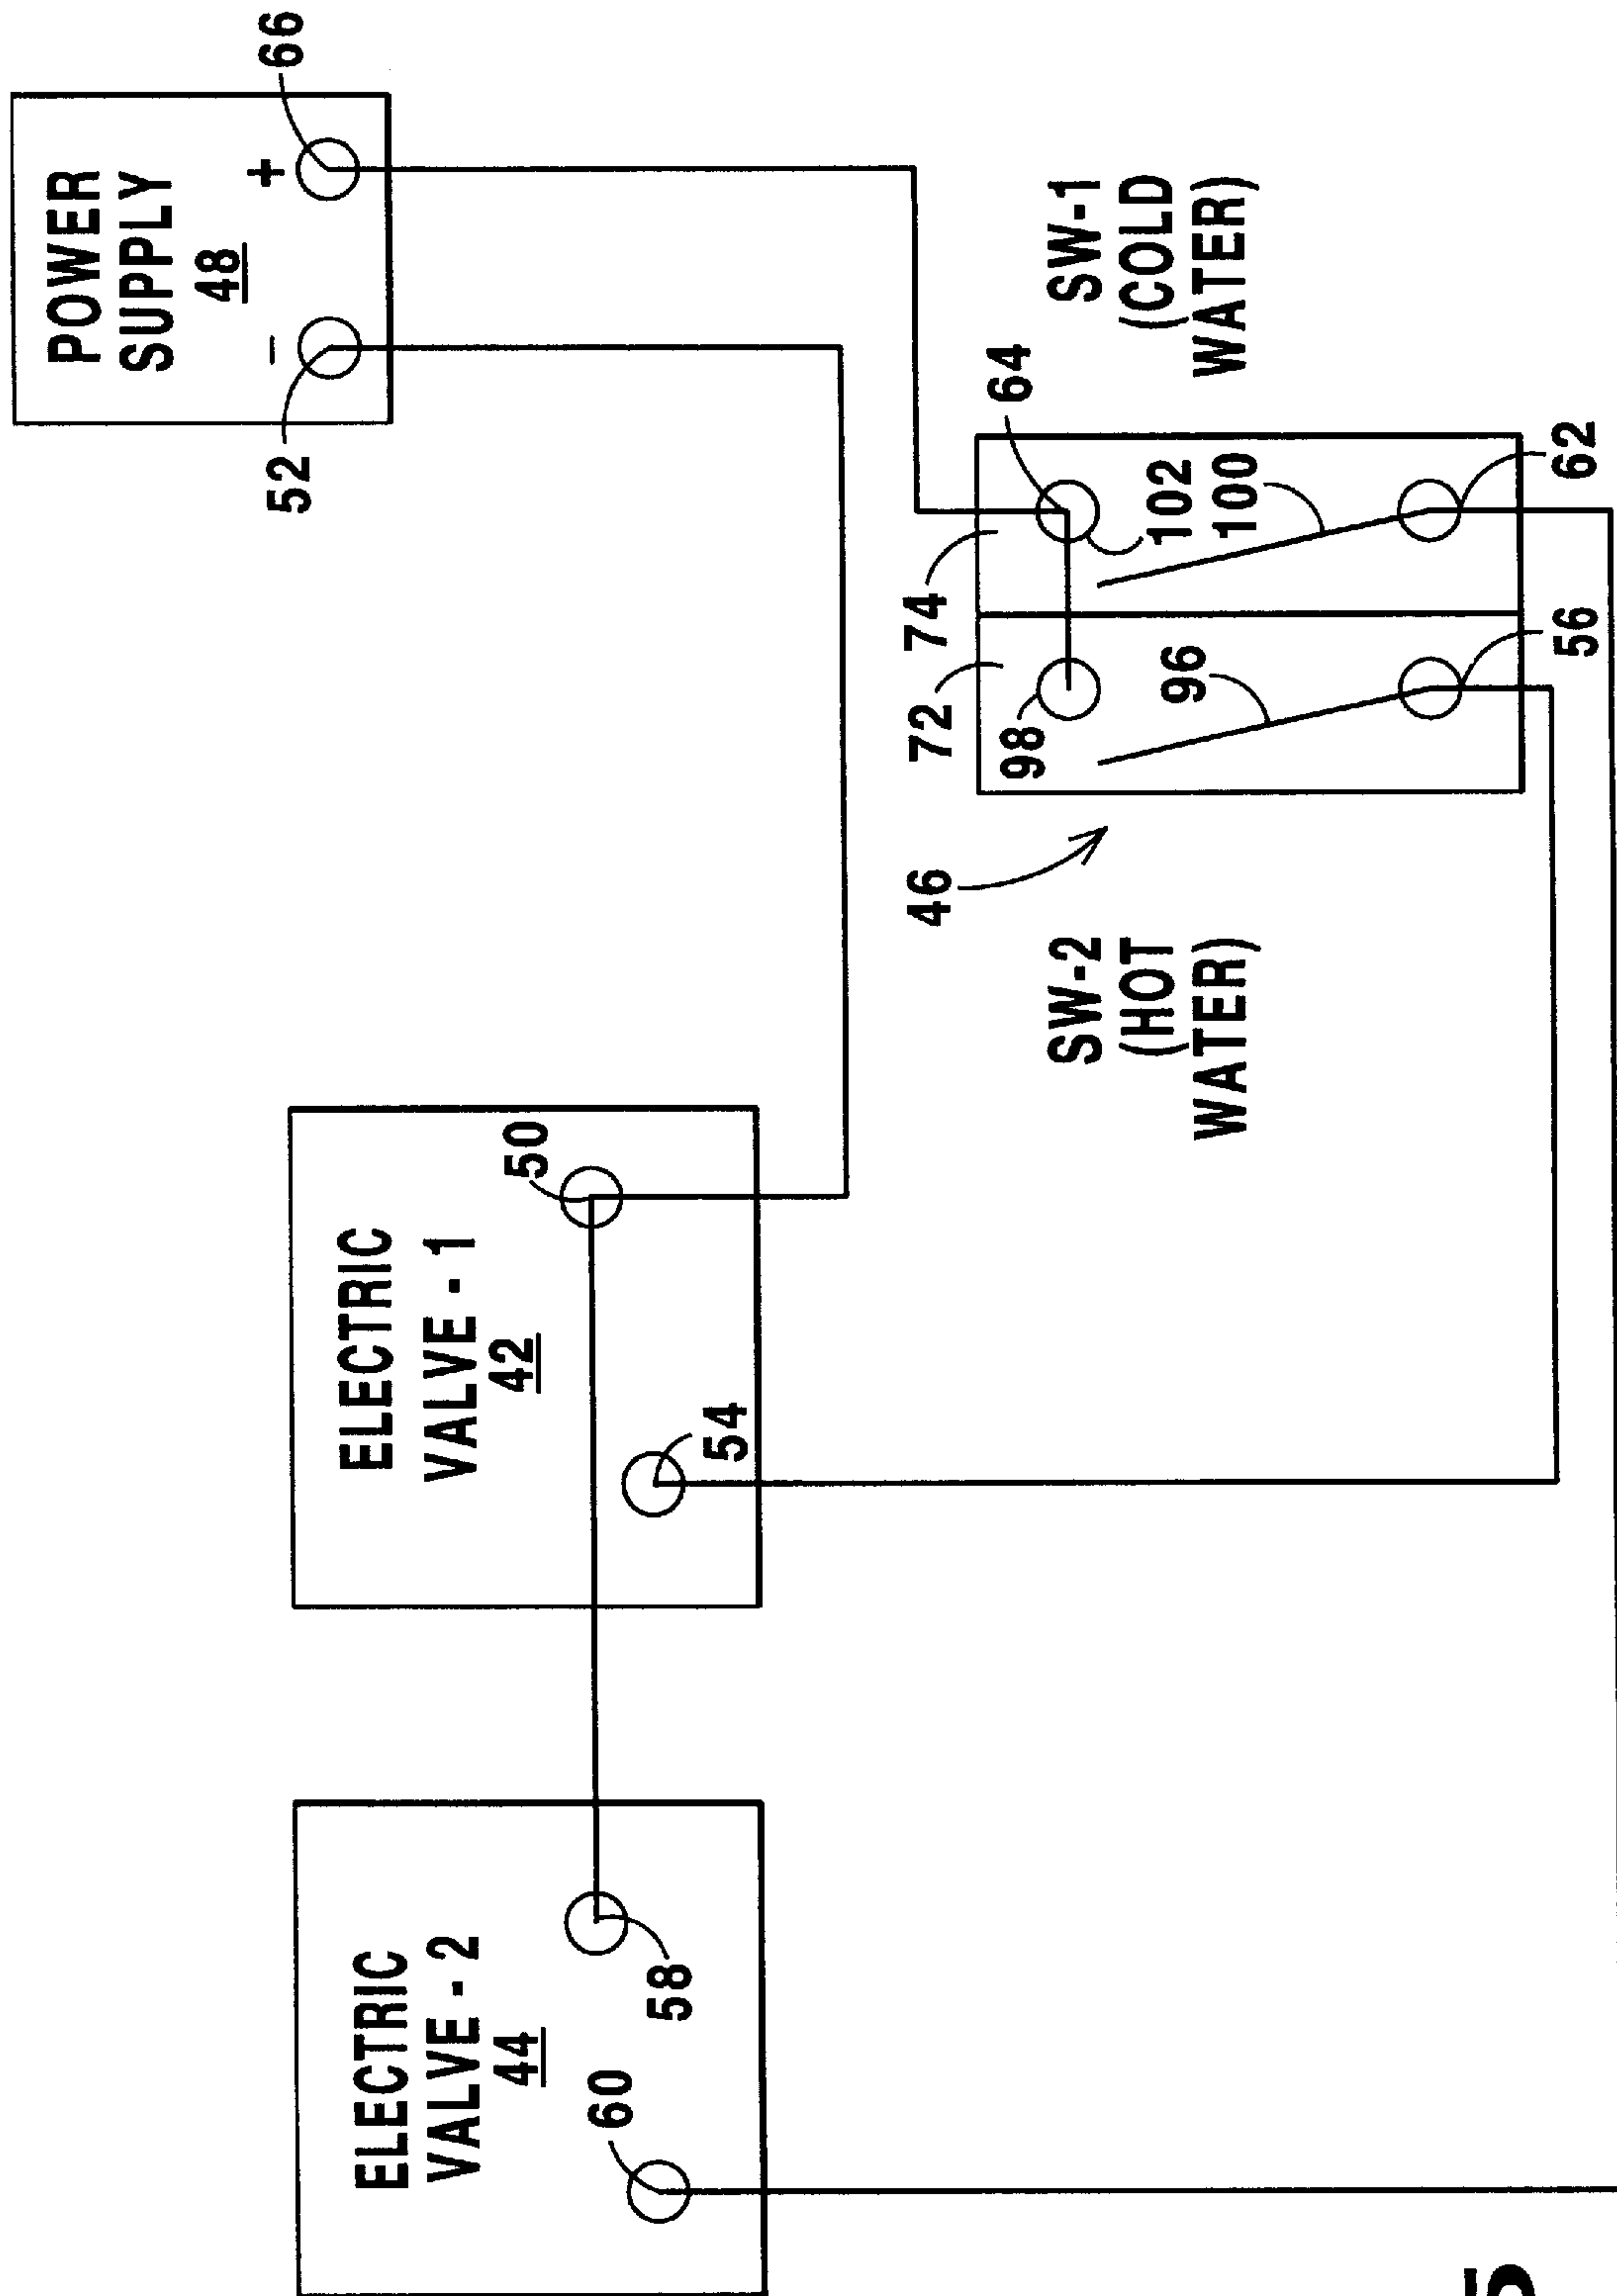 POWER
SUPPLY
48
-
+
52
66
ELECTRIC
VALVE - 1
42
50
54
ELECTRIC
VALVE - 2
44
58
60
SW-1
(COLD
WATER)
64
74
72
98
102
100
96
62
56
46
SW-2
(HOT
WATER)
5